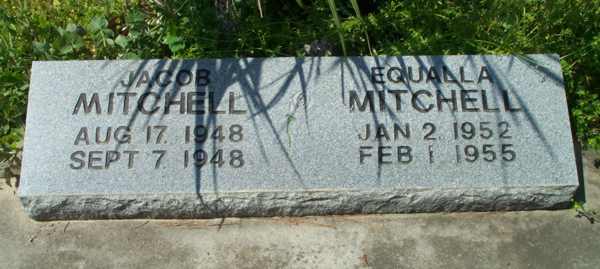 JACOB
MITCHELL
AUG 17, 1948
SEPT 7, 1948
EQUALLA
MITCHELL
JAN 2, 1952
FEB 1, 1955